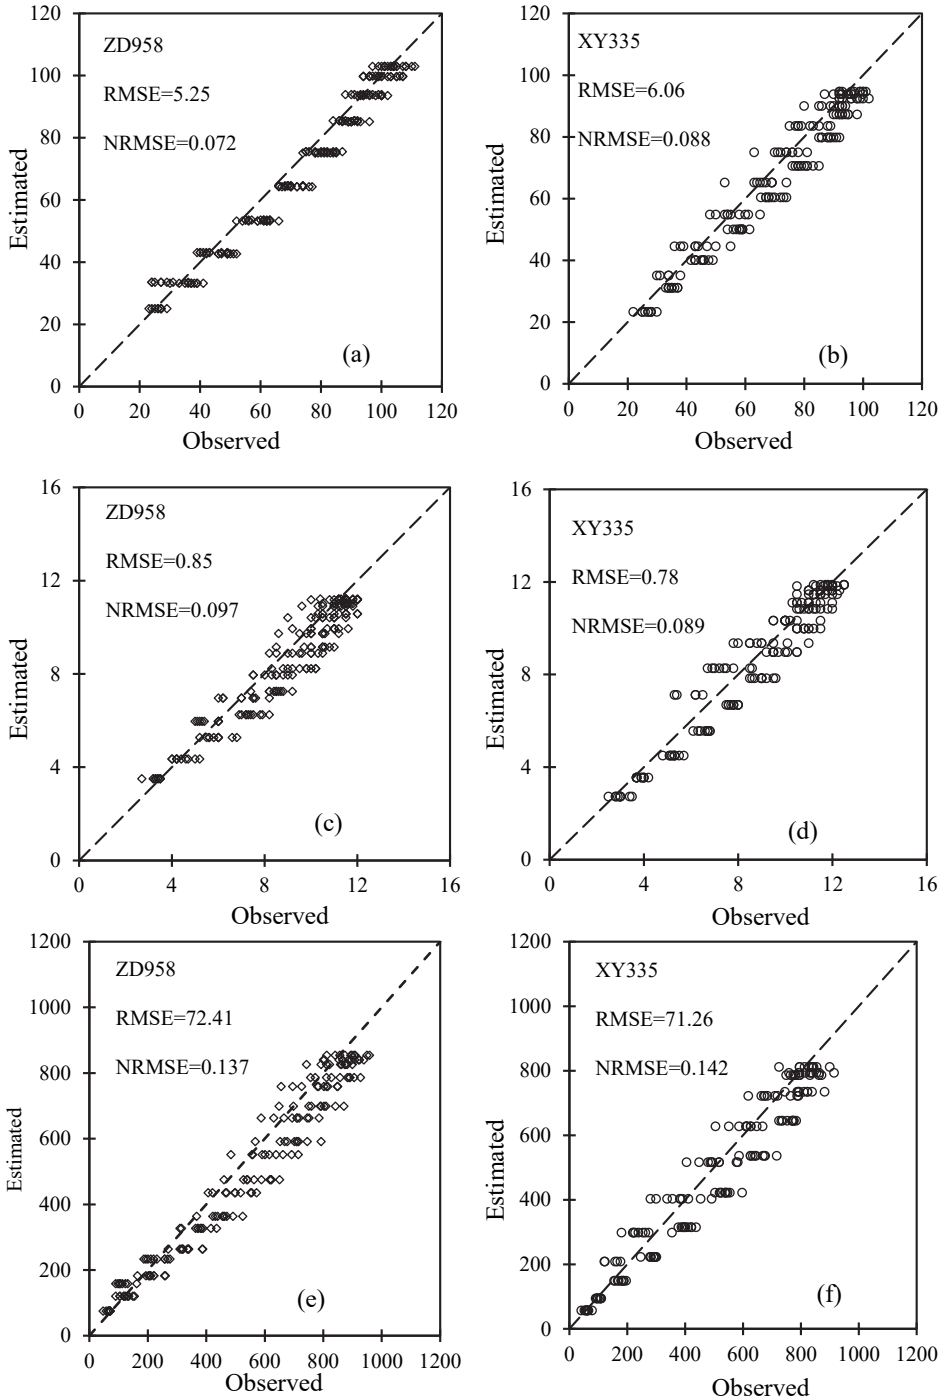 120
100
80
60
40
20
0
Estimated
ZD958
RMSE=5.25
NRMSE=0.072
(a)
0 20 40 60 80 100 120
Observed
120
100
80
60
40
20
0
Estimated
XY335
RMSE=6.06
NRMSE=0.088
(b)
0 20 40 60 80 100 120
Observed
16
12
8
4
0
Estimated
ZD958
RMSE=0.85
NRMSE=0.097
(c)
0 4 8 12 16
Observed
16
12
8
4
0
Estimated
XY335
RMSE=0.78
NRMSE=0.089
(d)
0 4 8 12 16
Observed
1200
1000
800
600
400
200
0
Estimated
ZD958
RMSE=72.41
NRMSE=0.137
(e)
0 200 400 600 800 1000 1200
Observed
1200
1000
800
600
400
200
0
Estimated
XY335
RMSE=71.26
NRMSE=0.142
(f)
0 200 400 600 800 1000 1200
Observed